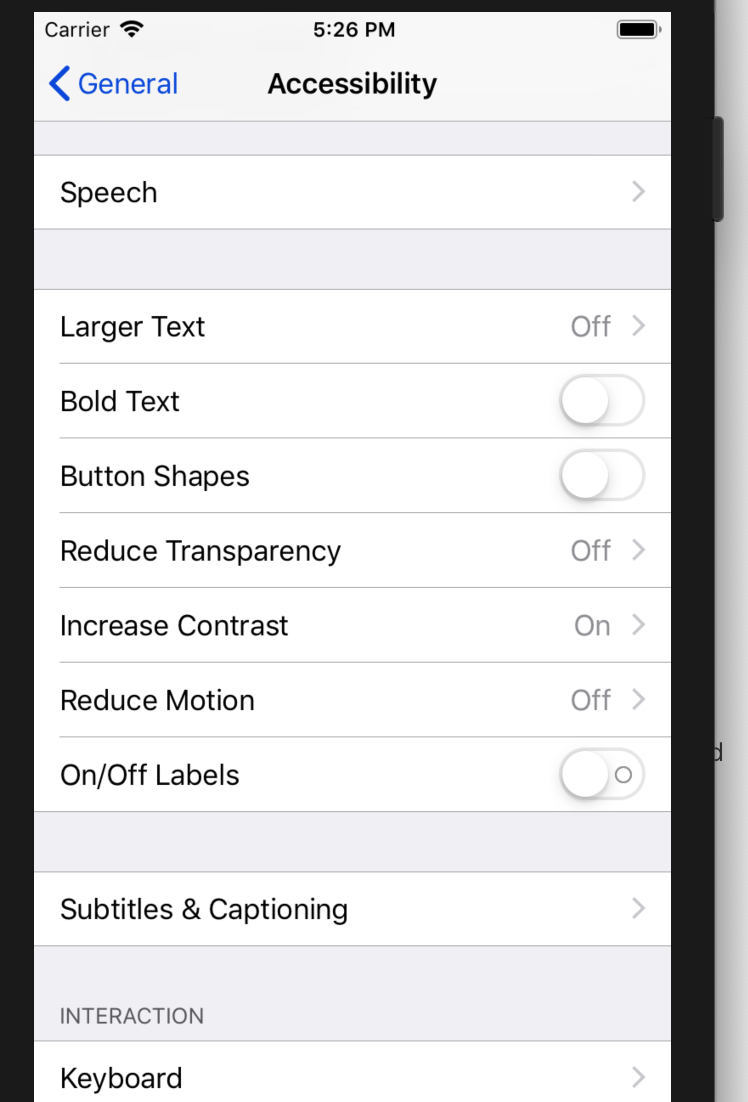 Carrier 5:26 PM
General Accessibility
Speech
Larger Text Off
Bold Text
Button Shapes
Reduce Transparency Off
Increase Contrast On
Reduce Motion Off
On/Off Labels
Subtitles & Captioning
INTERACTION
Keyboard